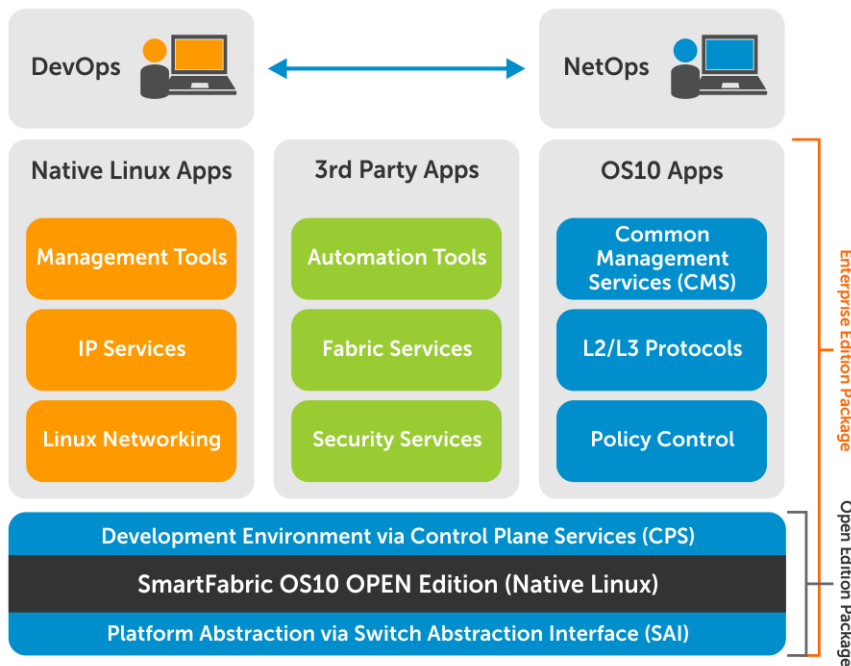 DevOps
NetOps
Native Linux Apps
3rd Party Apps
OS10 Apps
Management Tools
Automation Tools
Common
Management
Services (CMS)
IP Services
Fabric Services
L2/L3 Protocols
Linux Networking
Security Services
Policy Control
Enterprise Edition Package
Development Environment via Control Plane Services (CPS)
SmartFabric OS10 OPEN Edition (Native Linux)
Platform Abstraction via Switch Abstraction Interface (SAI)
Open Edition Package